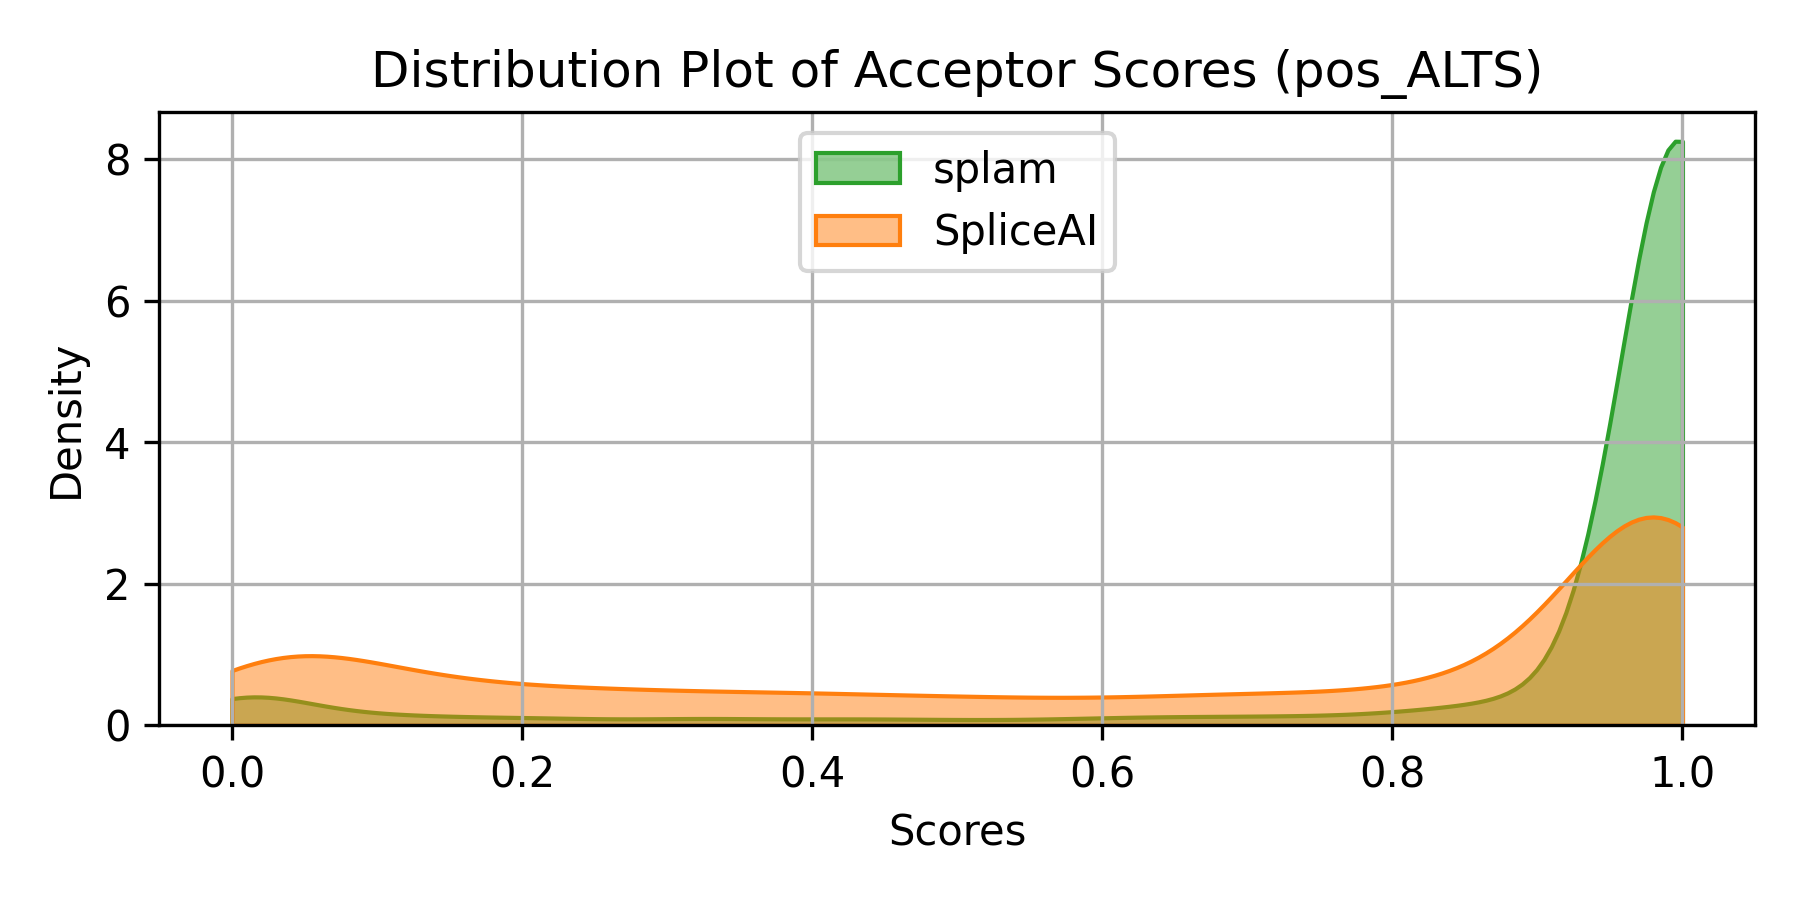 Distribution Plot of Acceptor Scores (pos_ALTS)
splam
SpliceAI
Density
8
6
4
2
0
0.0 0.2 0.4 0.6 0.8 1.0
Scores